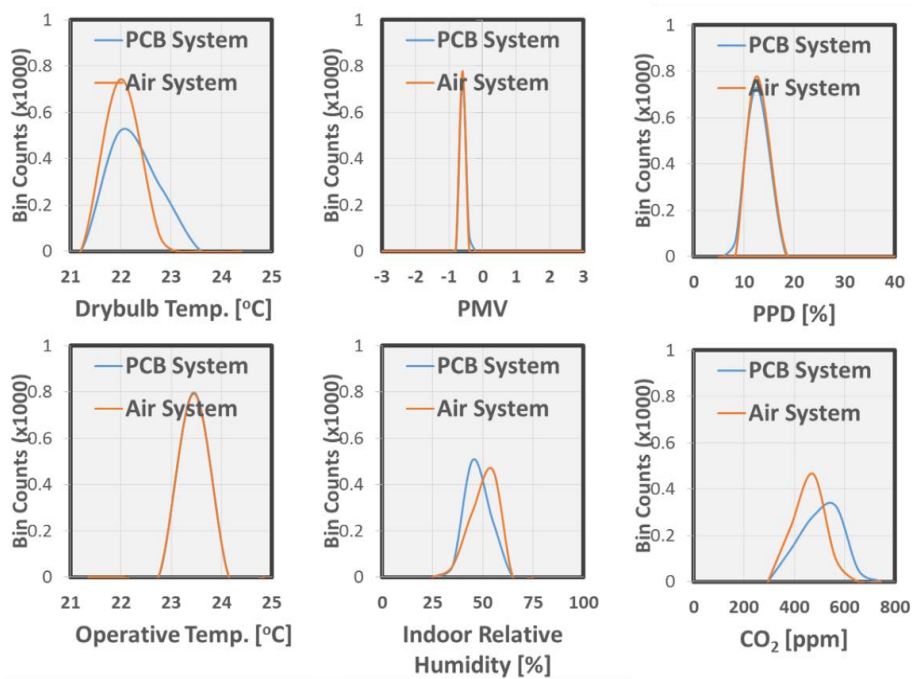 1
PCB System
0.8
Air System
0.6
0.4
0.2
0
Bin Counts (x1000)
21 22 23 24 25
Drybulb Temp. [°C]
1
PCB System
0.8
Air System
0.6
0.4
0.2
0
Bin Counts (x1000)
-3 -2 -1 0 1 2 3
PMV
1
PCB System
0.8
Air System
0.6
0.4
0.2
0
Bin Counts (x1000)
0 10 20 30 40
PPD [%]
1
PCB System
0.8
Air System
0.6
0.4
0.2
0
Bin Counts (x1000)
21 22 23 24 25
Operative Temp. [°C]
1
PCB System
0.8
Air System
0.6
0.4
0.2
0
Bin Counts (x1000)
0 25 50 75 100
Indoor Relative
Humidity [%]
1
PCB System
0.8
Air System
0.6
0.4
0.2
0
Bin Counts (x1000)
0 200 400 600 800
CO₂ [ppm]